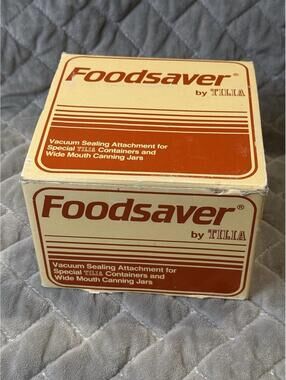 Foodsaver®
by TILIA
Vacuum Sealing Attachment for
Special TILIA Containers and
Wide Mouth Canning Jars
Foodsaver®
by TILIA
Vacuum Sealing Attachment for
Special TILIA Containers and
Wide Mouth Canning Jars